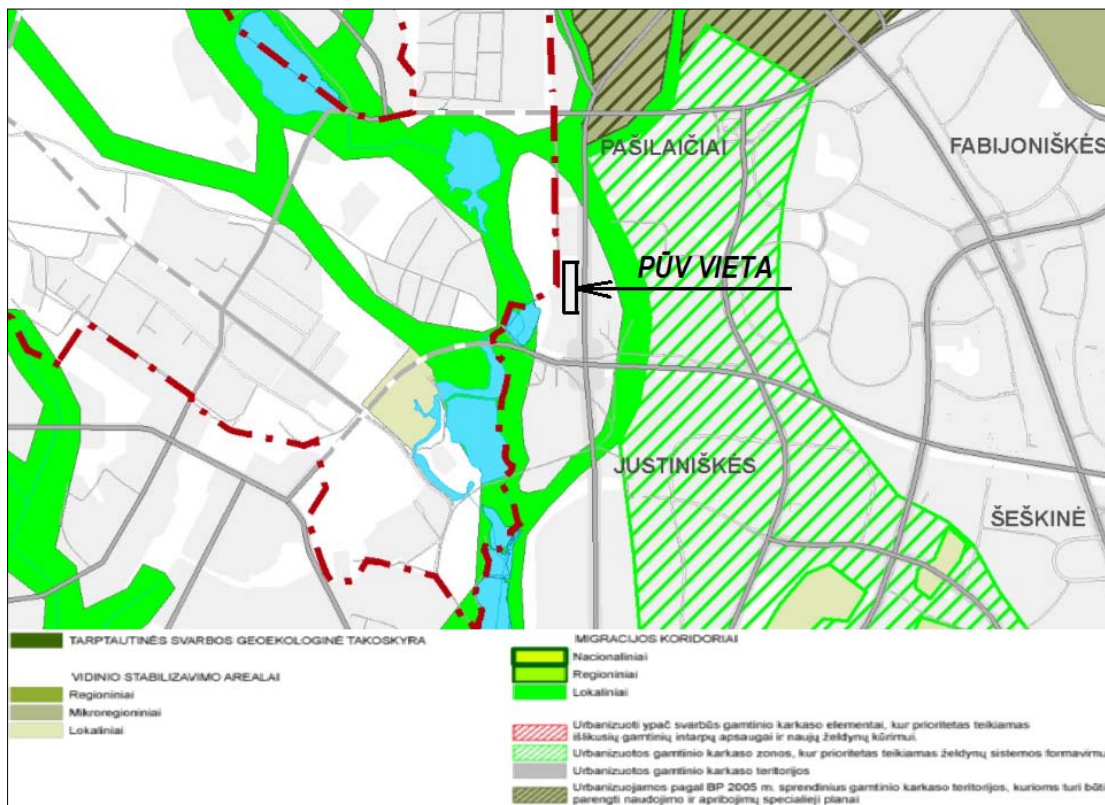 PAŠILAIČIAI
FABIJONIŠKĖS
PŪV VIETA
JUSTINIŠKĖS
ŠEŠKINĖ
TARPTAUTINĖS SVARBOS GEOEKOLOGINĖ TAKOSKYRA
VIDINIO STABILIZAVIMO AREALAI
Regioniniai
Mikroregioniniai
Lokaliniai
MIGRACIJOS KORIDORIAI
Nacionaliniai
Regioniniai
Lokaliniai
Urbanizuoti ypač svarbūs gamtinio karkaso elementai, kur prioritetas teikiamas
išlikusių gamtinių intarpų apsaugai ir naujų želdynų kūrimui.
Urbanizuotos gamtinio karkaso zonos, kur prioritetas teikiamas želdynų sistemos formavimu
Urbanizuotos gamtinio karkaso teritorijos
Urbanizuojamos pagal BP 2005 m. sprendinius gamtinio karkaso teritorijos, kurioms turi būti
parengti naudojimo ir apribojimų specialieji planai